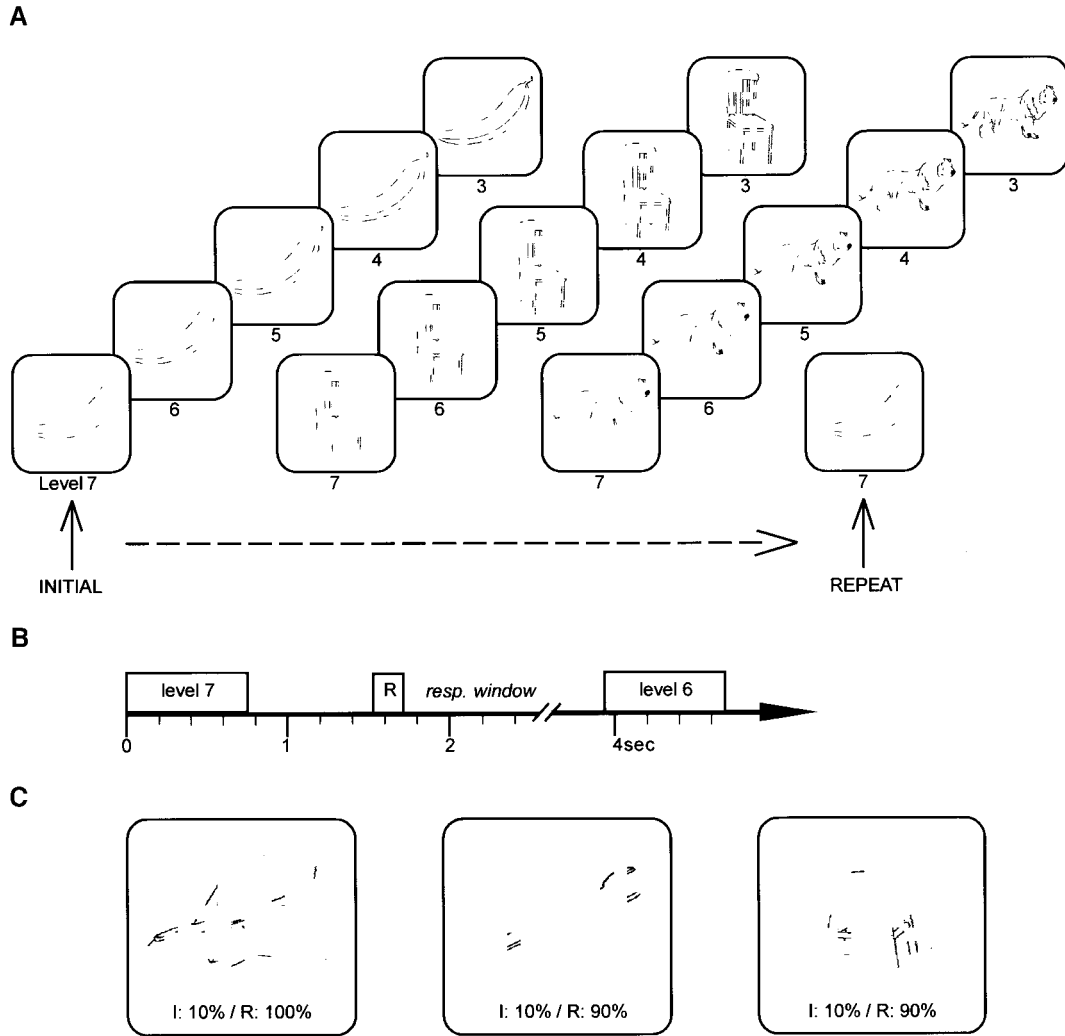 A
3 3 3
4 4 4
5 5 5
6 6 6
Level 7 7 7 7
INITIAL REPEAT
B
level 7 R resp. window level 6
0 1 2 4sec
C
I: 10% / R: 100% I: 10% / R: 90% I: 10% / R: 90%